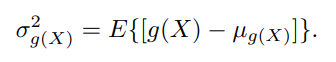 σ²_{g(X)} = E{[g(X) − μ_{g(X)}]}.